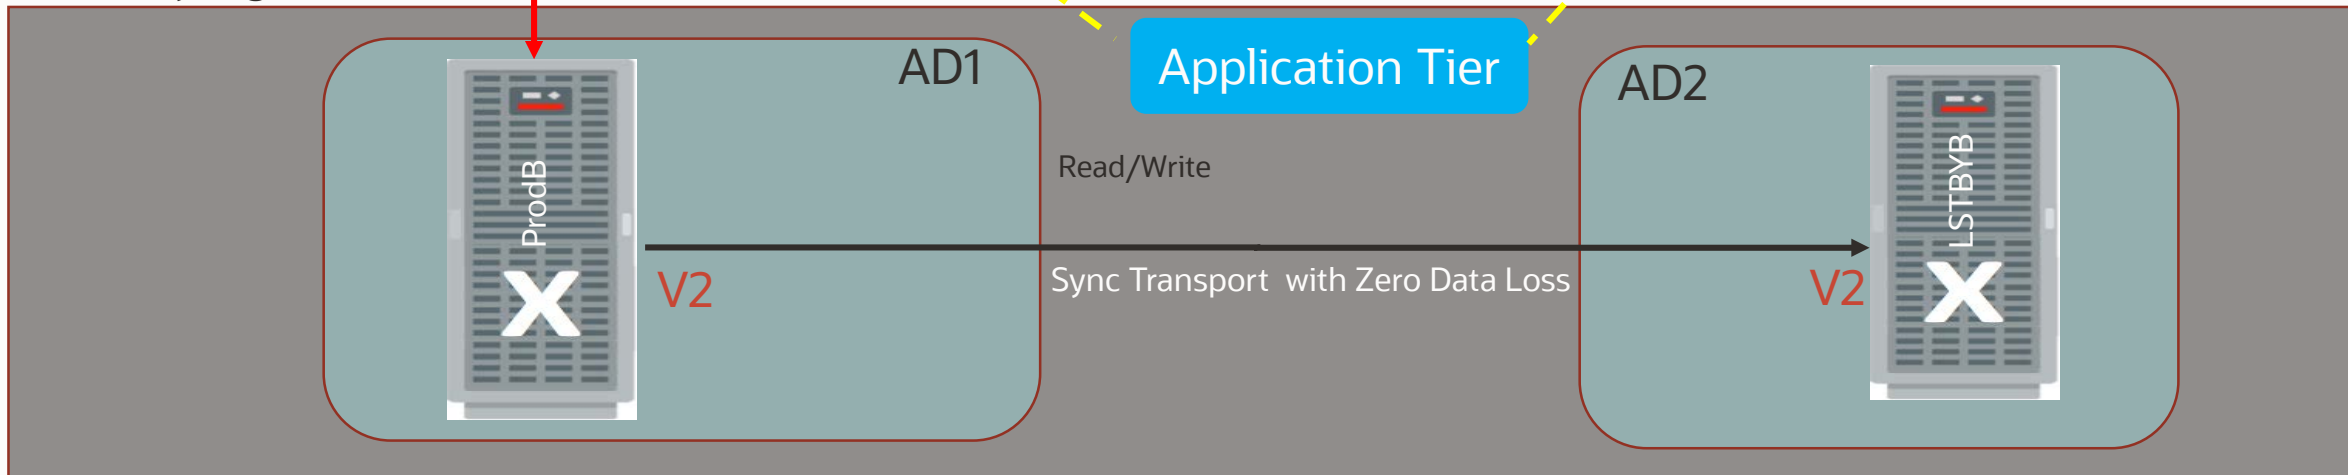 AD1
Application Tier
AD2
ProdB
Read/Write
LSTBYB
V2
Sync Transport with Zero Data Loss
V2
X
X